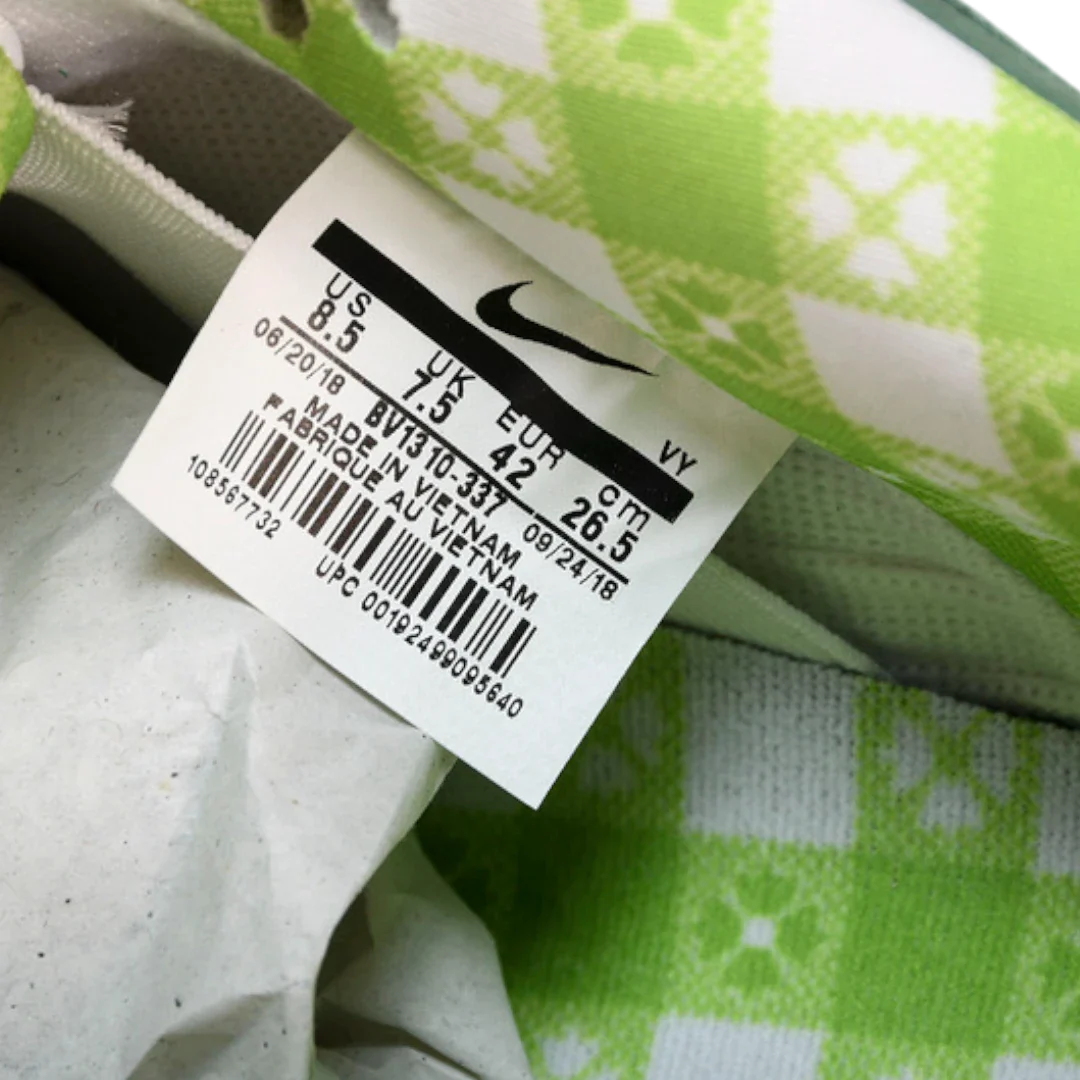 VY
US UK EUR cm
8.5 7.5 42 26.5
06/20/18 BV1310-337 09/24/18
MADE IN VIETNAM
FABRIQUE AU VIETNAM
108567732
UPC 00192499095640